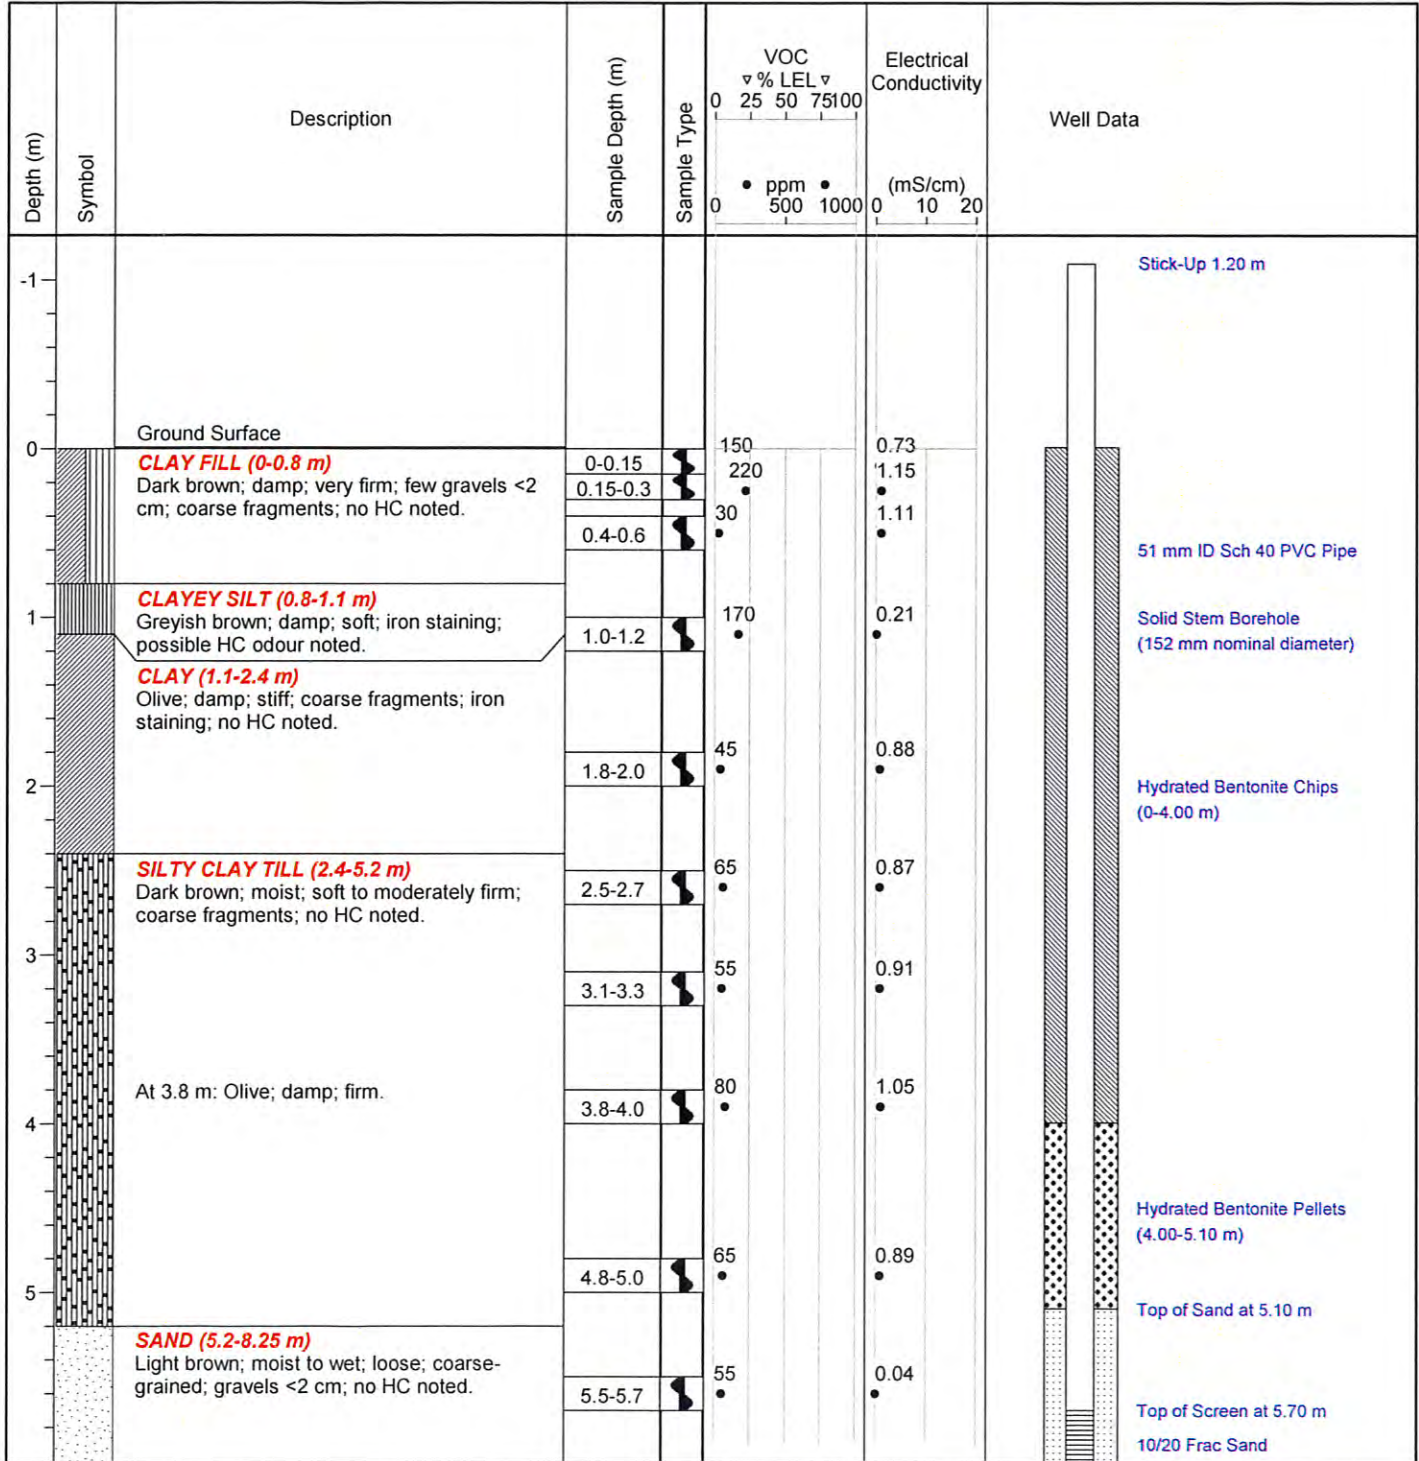 Depth (m)
Symbol
Description
Sample Depth (m)
Sample Type
VOC
▿ % LEL ▿
0 25 50 75100
• ppm •
0 500 1000
Electrical
Conductivity
(mS/cm)
0 10 20
Well Data
Stick-Up 1.20 m
-1
Ground Surface
0
150 0.73
CLAY FILL (0-0.8 m)
0-0.15
220 1.15
Dark brown; damp; very firm; few gravels <2
0.15-0.3
cm; coarse fragments; no HC noted.
30 1.11
0.4-0.6
51 mm ID Sch 40 PVC Pipe
CLAYEY SILT (0.8-1.1 m)
1
170 0.21
Greyish brown; damp; soft; iron staining;
possible HC odour noted.
1.0-1.2
Solid Stem Borehole
(152 mm nominal diameter)
CLAY (1.1-2.4 m)
Olive; damp; stiff; coarse fragments; iron
staining; no HC noted.
45 0.88
1.8-2.0
2
Hydrated Bentonite Chips
(0-4.00 m)
SILTY CLAY TILL (2.4-5.2 m)
65 0.87
Dark brown; moist; soft to moderately firm;
2.5-2.7
coarse fragments; no HC noted.
3
55 0.91
3.1-3.3
At 3.8 m: Olive; damp; firm.
80 1.05
3.8-4.0
4
Hydrated Bentonite Pellets
(4.00-5.10 m)
65 0.89
4.8-5.0
5
Top of Sand at 5.10 m
SAND (5.2-8.25 m)
Light brown; moist to wet; loose; coarse-
grained; gravels <2 cm; no HC noted.
55 0.04
5.5-5.7
Top of Screen at 5.70 m
10/20 Frac Sand